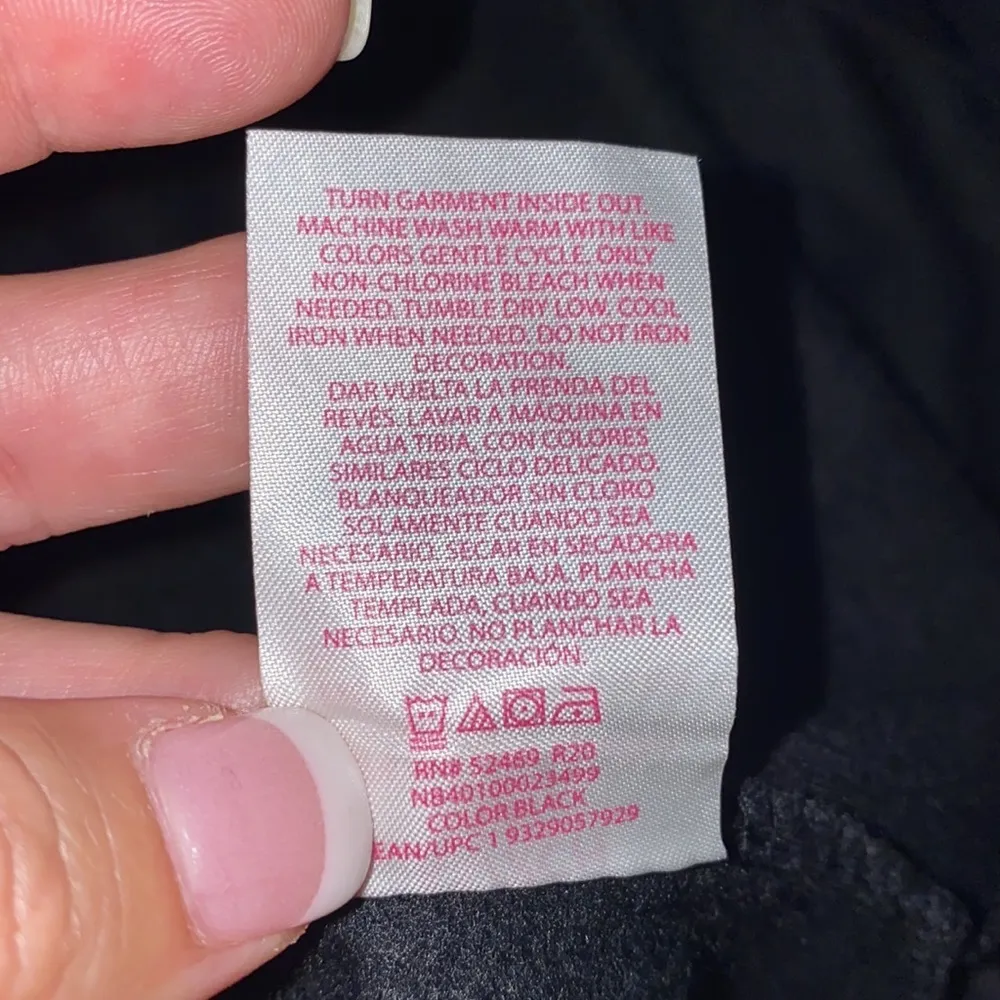 TURN GARMENT INSIDE OUT.
MACHINE WASH WARM WITH LIKE
COLORS GENTLE CYCLE. ONLY
NON-CHLORINE BLEACH WHEN
NEEDED. TUMBLE DRY LOW. COOL
IRON WHEN NEEDED. DO NOT IRON
DECORATION.
DAR VUELTA LA PRENDA DEL
REVÉS. LAVAR A MÁQUINA EN
AGUA TIBIA, CON COLORES
SIMILARES CICLO DELICADO.
BLANQUEADOR SIN CLORO
SOLAMENTE CUANDO SEA
NECESARIO. SECAR EN SECADORA
A TEMPERATURA BAJA. PLANCHA
TEMPLADA, CUANDO SEA
NECESARIO. NO PLANCHAR LA
DECORACIÓN.
RN# 52469 R20
NB40100023499
COLOR BLACK
EAN/UPC 1 9329057929